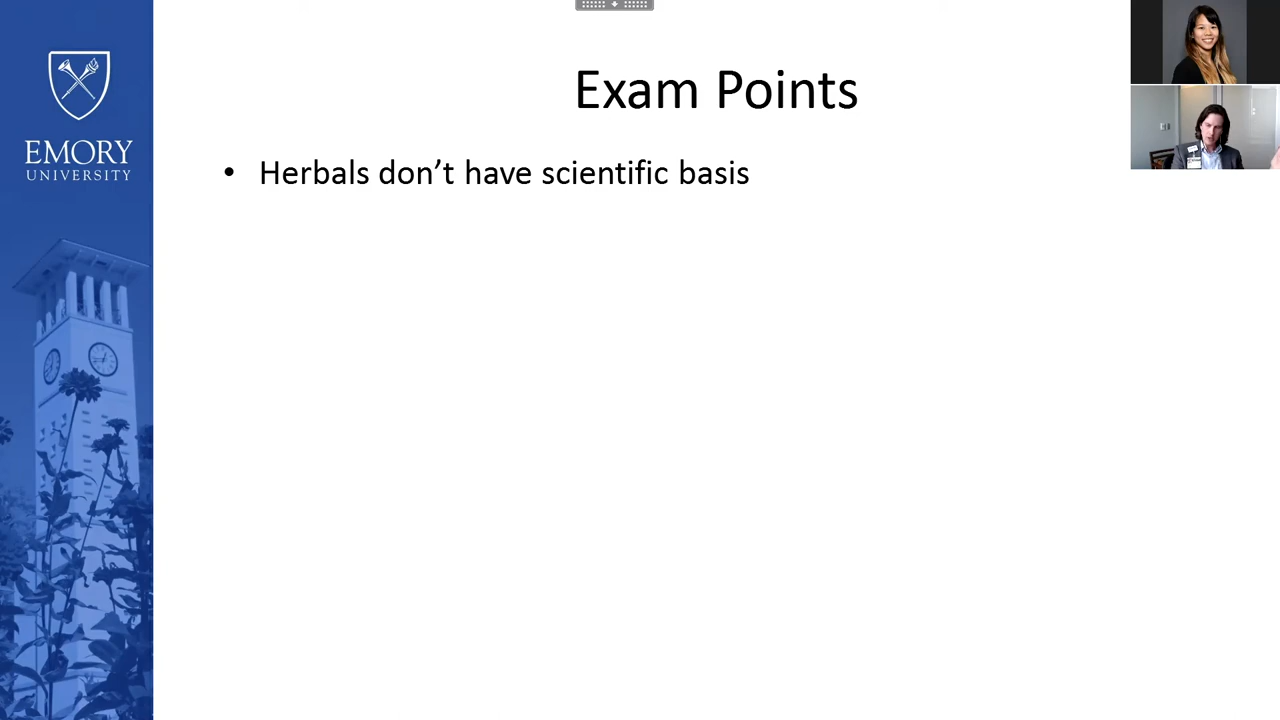 Exam Points
EMORY
UNIVERSITY
• Herbals don’t have scientific basis